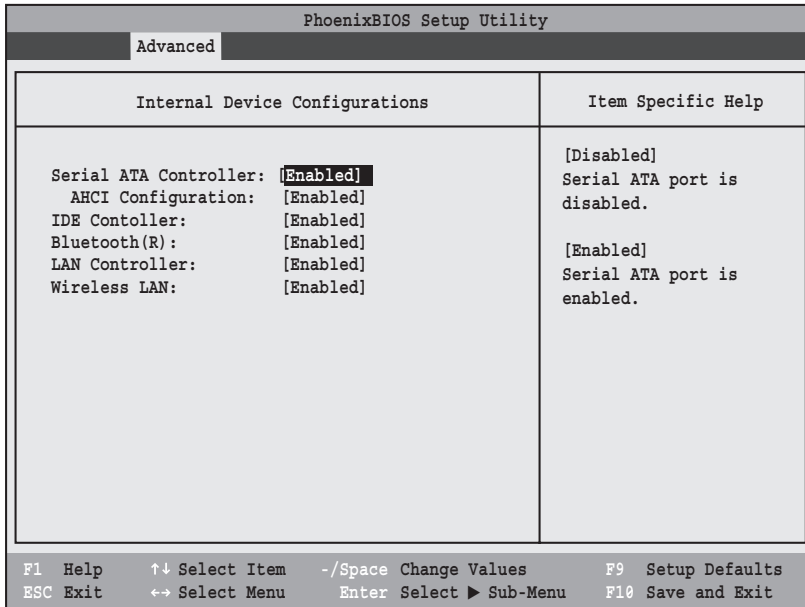 PhoenixBIOS Setup Utility
Advanced
Internal Device Configurations
Serial ATA Controller: [Enabled]
AHCI Configuration: [Enabled]
IDE Contoller: [Enabled]
Bluetooth(R): [Enabled]
LAN Controller: [Enabled]
Wireless LAN: [Enabled]
Item Specific Help
[Disabled]
Serial ATA port is
disabled.
[Enabled]
Serial ATA port is
enabled.
F1 Help ↑↓ Select Item -/Space Change Values F9 Setup Defaults
ESC Exit ←→ Select Menu Enter Select ▶ Sub-Menu F10 Save and Exit